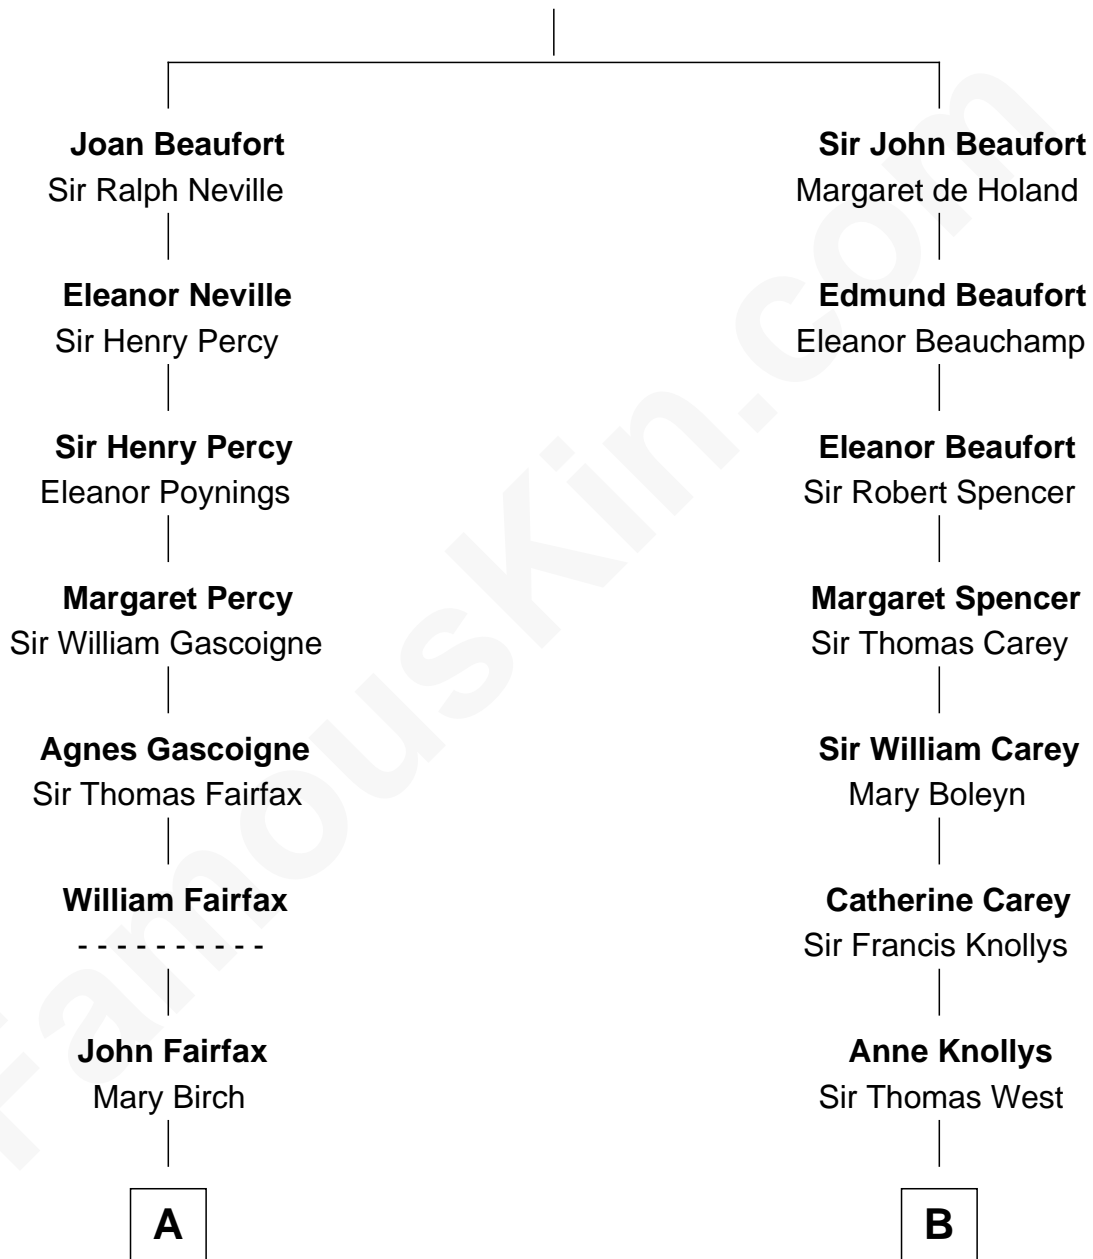 Joan Beaufort
Sir Ralph Neville
Eleanor Neville
Sir Henry Percy
Sir Henry Percy
Eleanor Poynings
Margaret Percy
Sir William Gascoigne
Agnes Gascoigne
Sir Thomas Fairfax
William Fairfax
- - - - - - - - - -
John Fairfax
Mary Birch
A
Sir John Beaufort
Margaret de Holand
Edmund Beaufort
Eleanor Beauchamp
Eleanor Beaufort
Sir Robert Spencer
Margaret Spencer
Sir Thomas Carey
Sir William Carey
Mary Boleyn
Catherine Carey
Sir Francis Knollys
Anne Knollys
Sir Thomas West
B
FamousKin.com